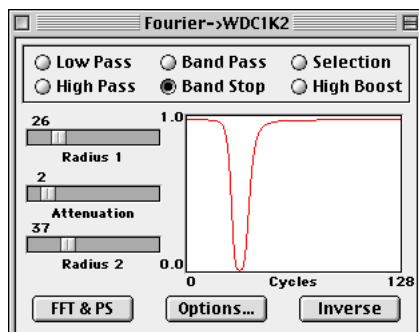 Fourier->WDC1K2
Low Pass Band Pass Selection
High Pass Band Stop High Boost
26
Radius 1
2
Attenuation
37
Radius 2
1.0
0.0
0 Cycles 128
FFT & PS Options... Inverse